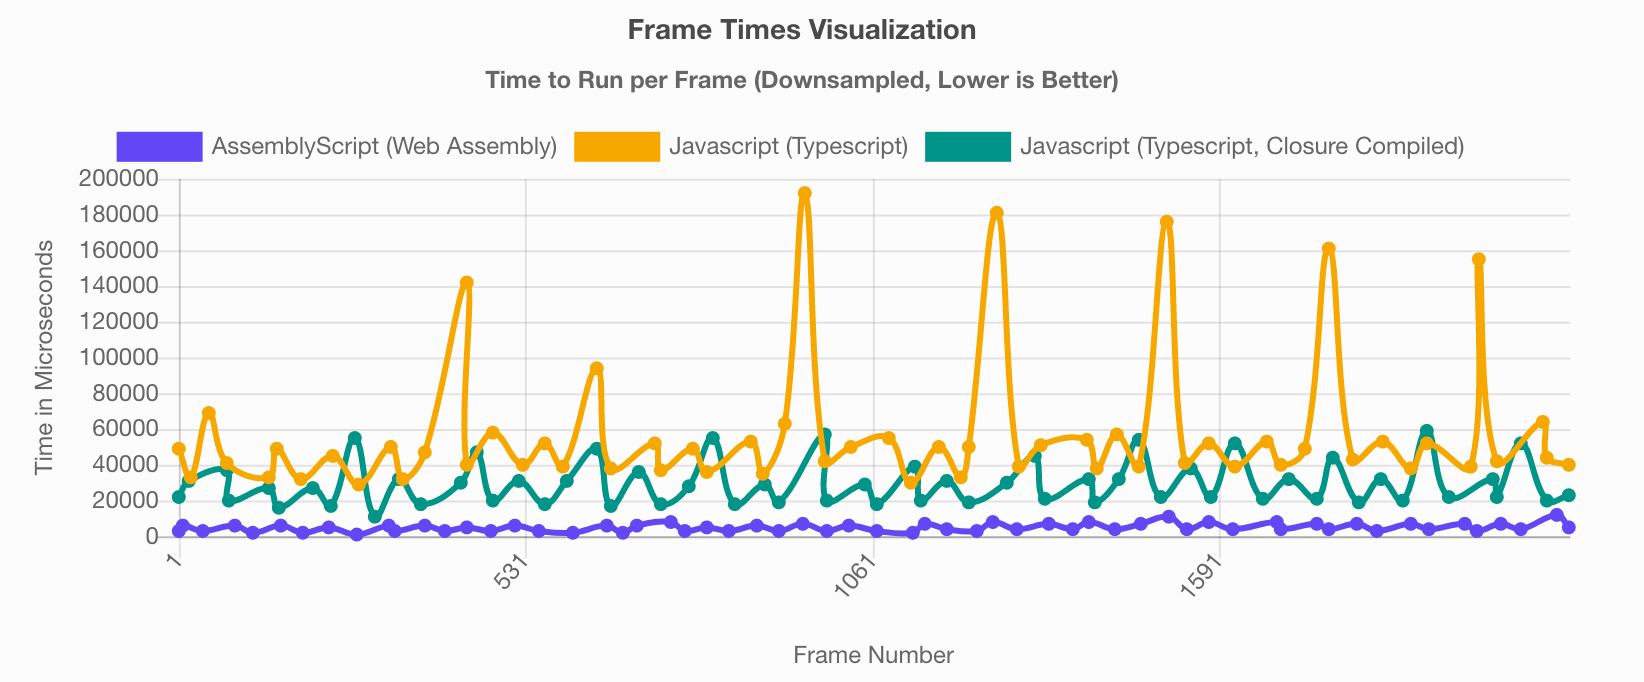 Frame Times Visualization
Time to Run per Frame (Downsampled, Lower is Better)
AssemblyScript (Web Assembly) Javascript (Typescript) Javascript (Typescript, Closure Compiled)
Time in Microseconds
200000
180000
160000
140000
120000
100000
80000
60000
40000
20000
0
1 531 1061 1591
Frame Number